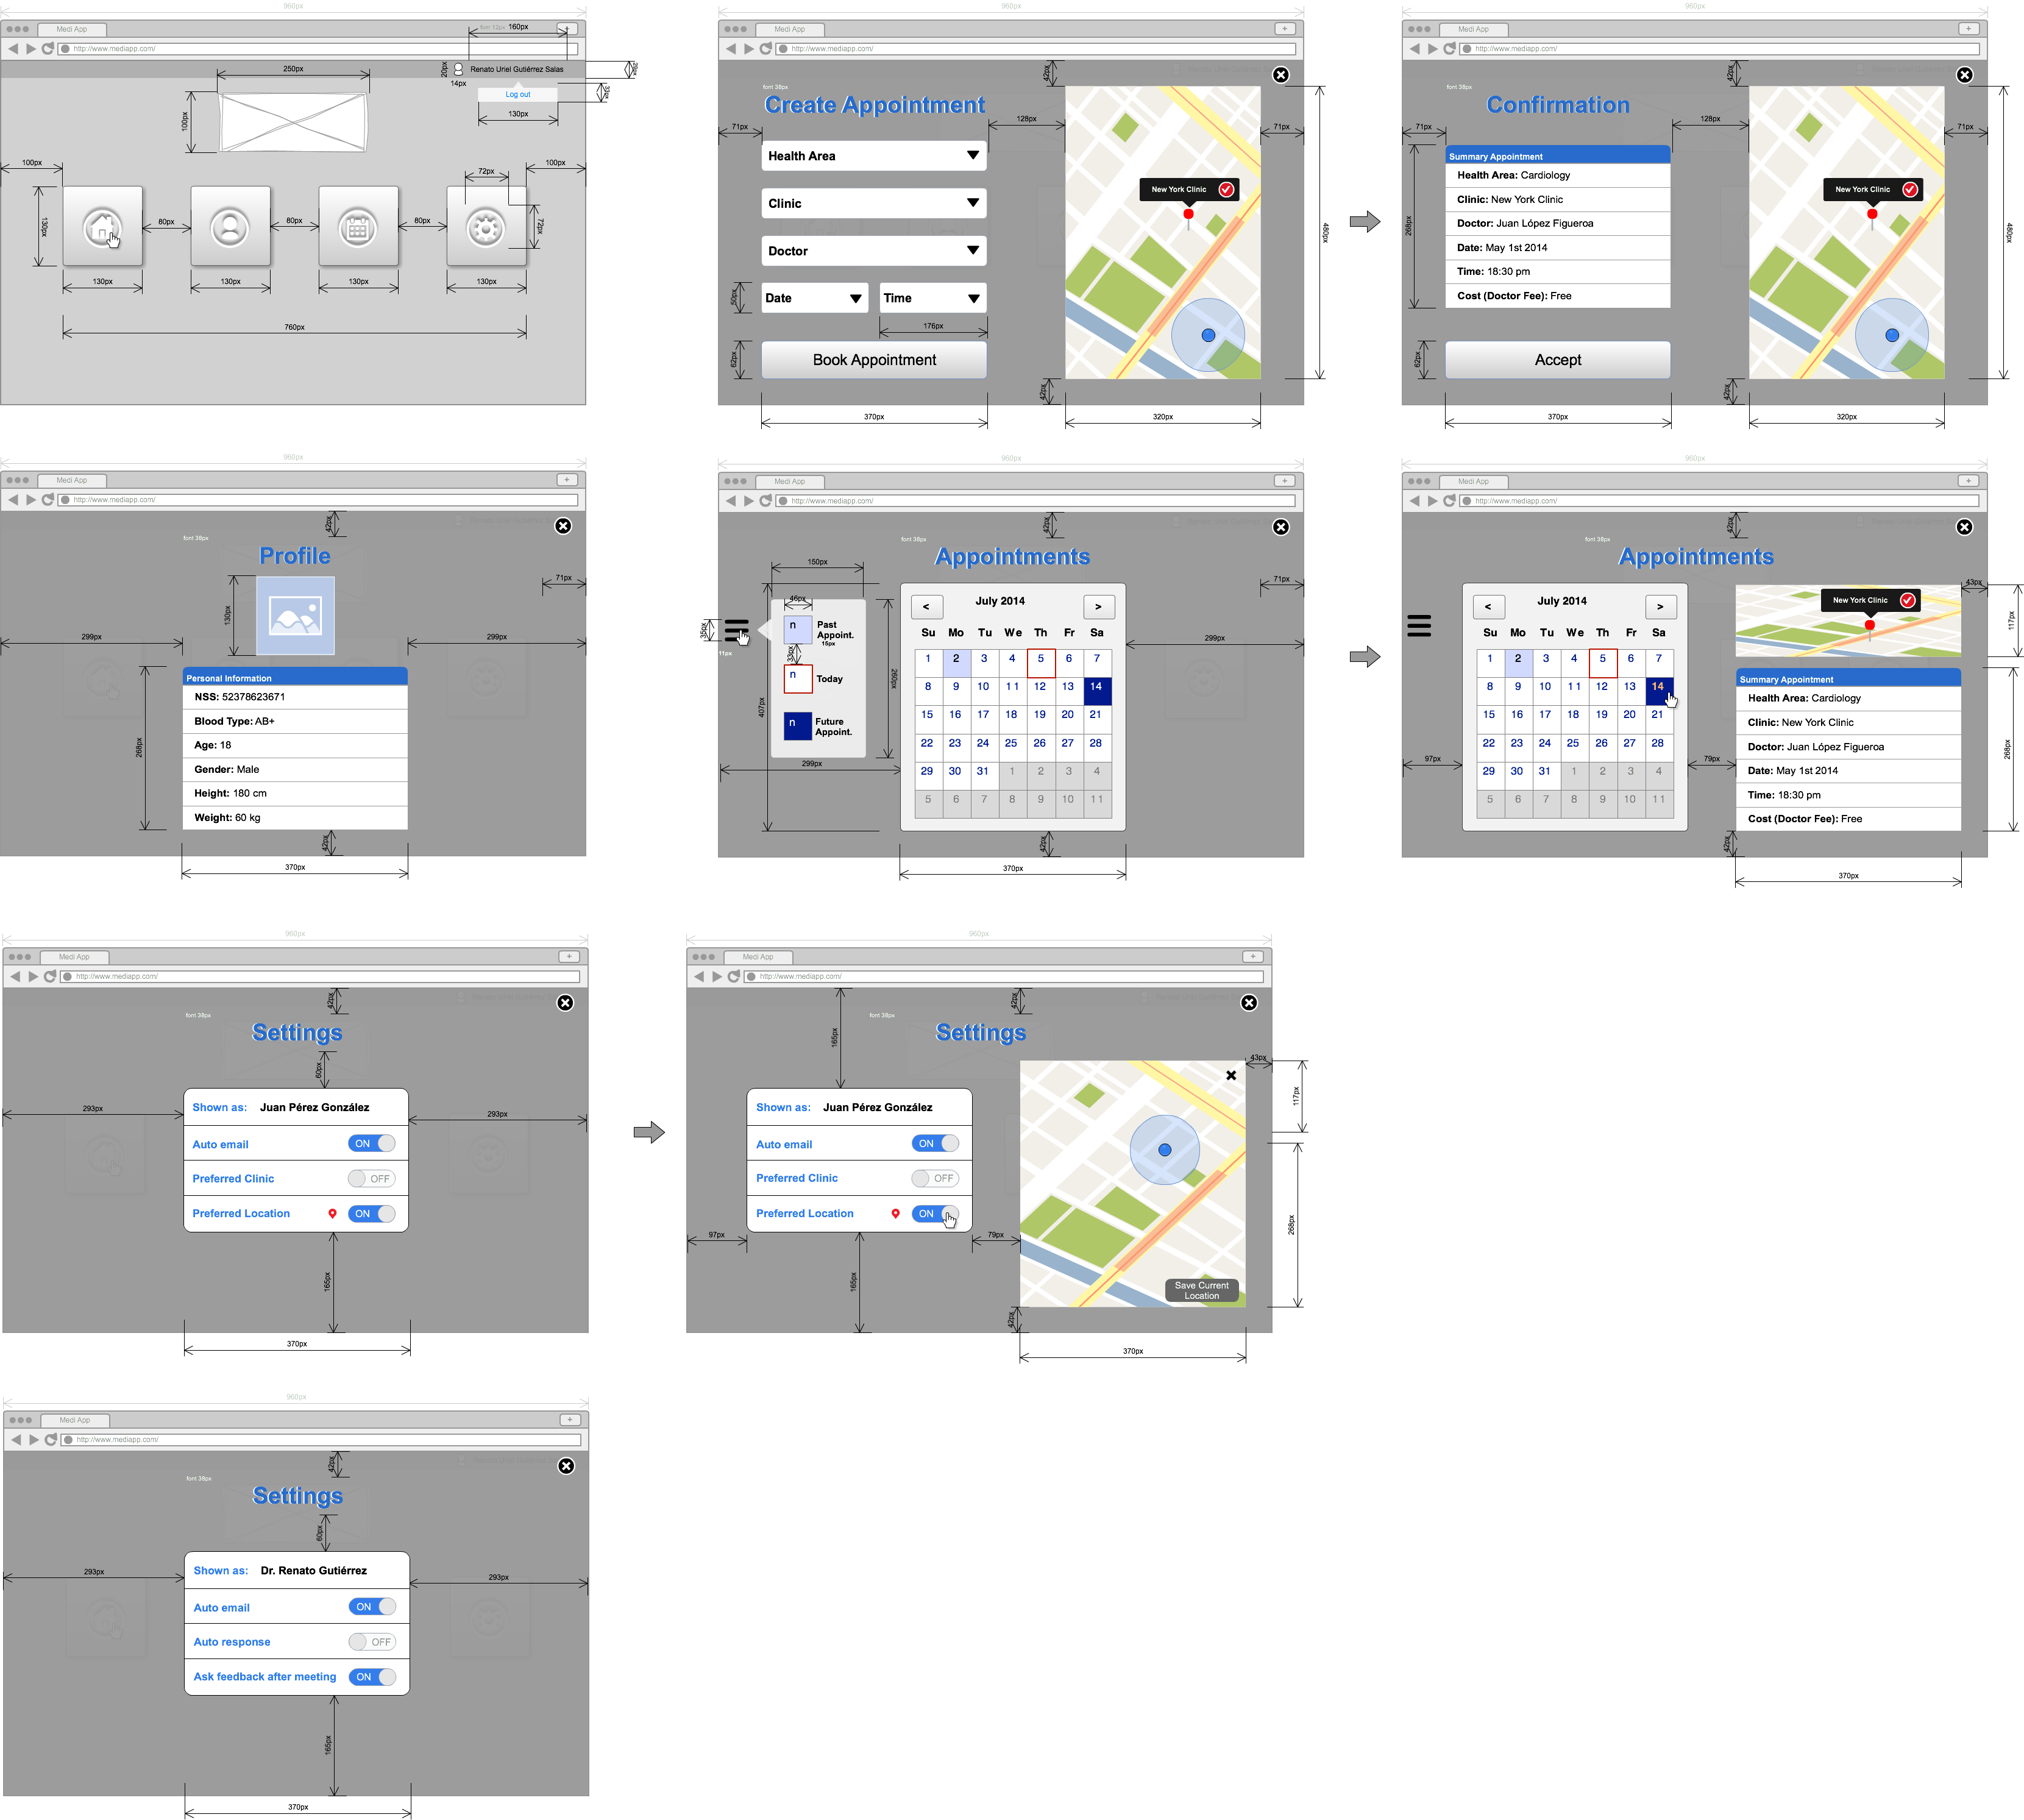 960px
Medi App
+
http://www.mediapp.com/
font 12px
160px
Renato Uriel Gutiérrez Salas
20px
14px
Log out
130px
250px
100px
100px
100px
72px
72px
130px
80px
80px
80px
130px
130px
130px
130px
760px
960px
Medi App
+
http://www.mediapp.com/
42px
font 38px
Create Appointment
71px
128px
71px
Health Area
Clinic
Doctor
Date
Time
50px
176px
62px
Book Appointment
New York Clinic
480px
42px
370px
320px
960px
Medi App
+
http://www.mediapp.com/
42px
font 38px
Confirmation
71px
128px
71px
Summary Appointment
Health Area: Cardiology
Clinic: New York Clinic
Doctor: Juan López Figueroa
Date: May 1st 2014
Time: 18:30 pm
Cost (Doctor Fee): Free
268px
62px
Accept
New York Clinic
480px
42px
370px
320px
960px
Medi App
+
http://www.mediapp.com/
42px
font 38px
Profile
71px
130px
299px
299px
Personal Information
NSS: 52378623671
Blood Type: AB+
Age: 18
Gender: Male
Height: 180 cm
Weight: 60 kg
268px
42px
370px
960px
Medi App
+
http://www.mediapp.com/
42px
font 38px
Appointments
150px
71px
46px
35px
11px
n
Past
Appoint.
15px
33px
n
Today
n
Future
Appoint.
260px
407px
299px
299px
< July 2014 >
Su Mo Tu We Th Fr Sa
1 2 3 4 5 6 7
8 9 10 11 12 13 14
15 16 17 18 19 20 21
22 23 24 25 26 27 28
29 30 31 1 2 3 4
5 6 7 8 9 10 11
42px
370px
960px
Medi App
+
http://www.mediapp.com/
42px
font 38px
Appointments
< July 2014 >
Su Mo Tu We Th Fr Sa
1 2 3 4 5 6 7
8 9 10 11 12 13 14
15 16 17 18 19 20 21
22 23 24 25 26 27 28
29 30 31 1 2 3 4
5 6 7 8 9 10 11
97px
79px
New York Clinic
43px
117px
Summary Appointment
Health Area: Cardiology
Clinic: New York Clinic
Doctor: Juan López Figueroa
Date: May 1st 2014
Time: 18:30 pm
Cost (Doctor Fee): Free
268px
42px
370px
960px
Medi App
+
http://www.mediapp.com/
42px
font 38px
Settings
60px
293px
293px
Shown as: Juan Pérez González
Auto email ON
Preferred Clinic OFF
Preferred Location ON
165px
370px
960px
Medi App
+
http://www.mediapp.com/
42px
165px
font 38px
Settings
43px
117px
Shown as: Juan Pérez González
Auto email ON
Preferred Clinic OFF
Preferred Location ON
97px
79px
268px
165px
Save Current
Location
42px
370px
960px
Medi App
+
http://www.mediapp.com/
42px
font 38px
Settings
60px
293px
293px
Shown as: Dr. Renato Gutiérrez
Auto email ON
Auto response OFF
Ask feedback after meeting ON
165px
370px